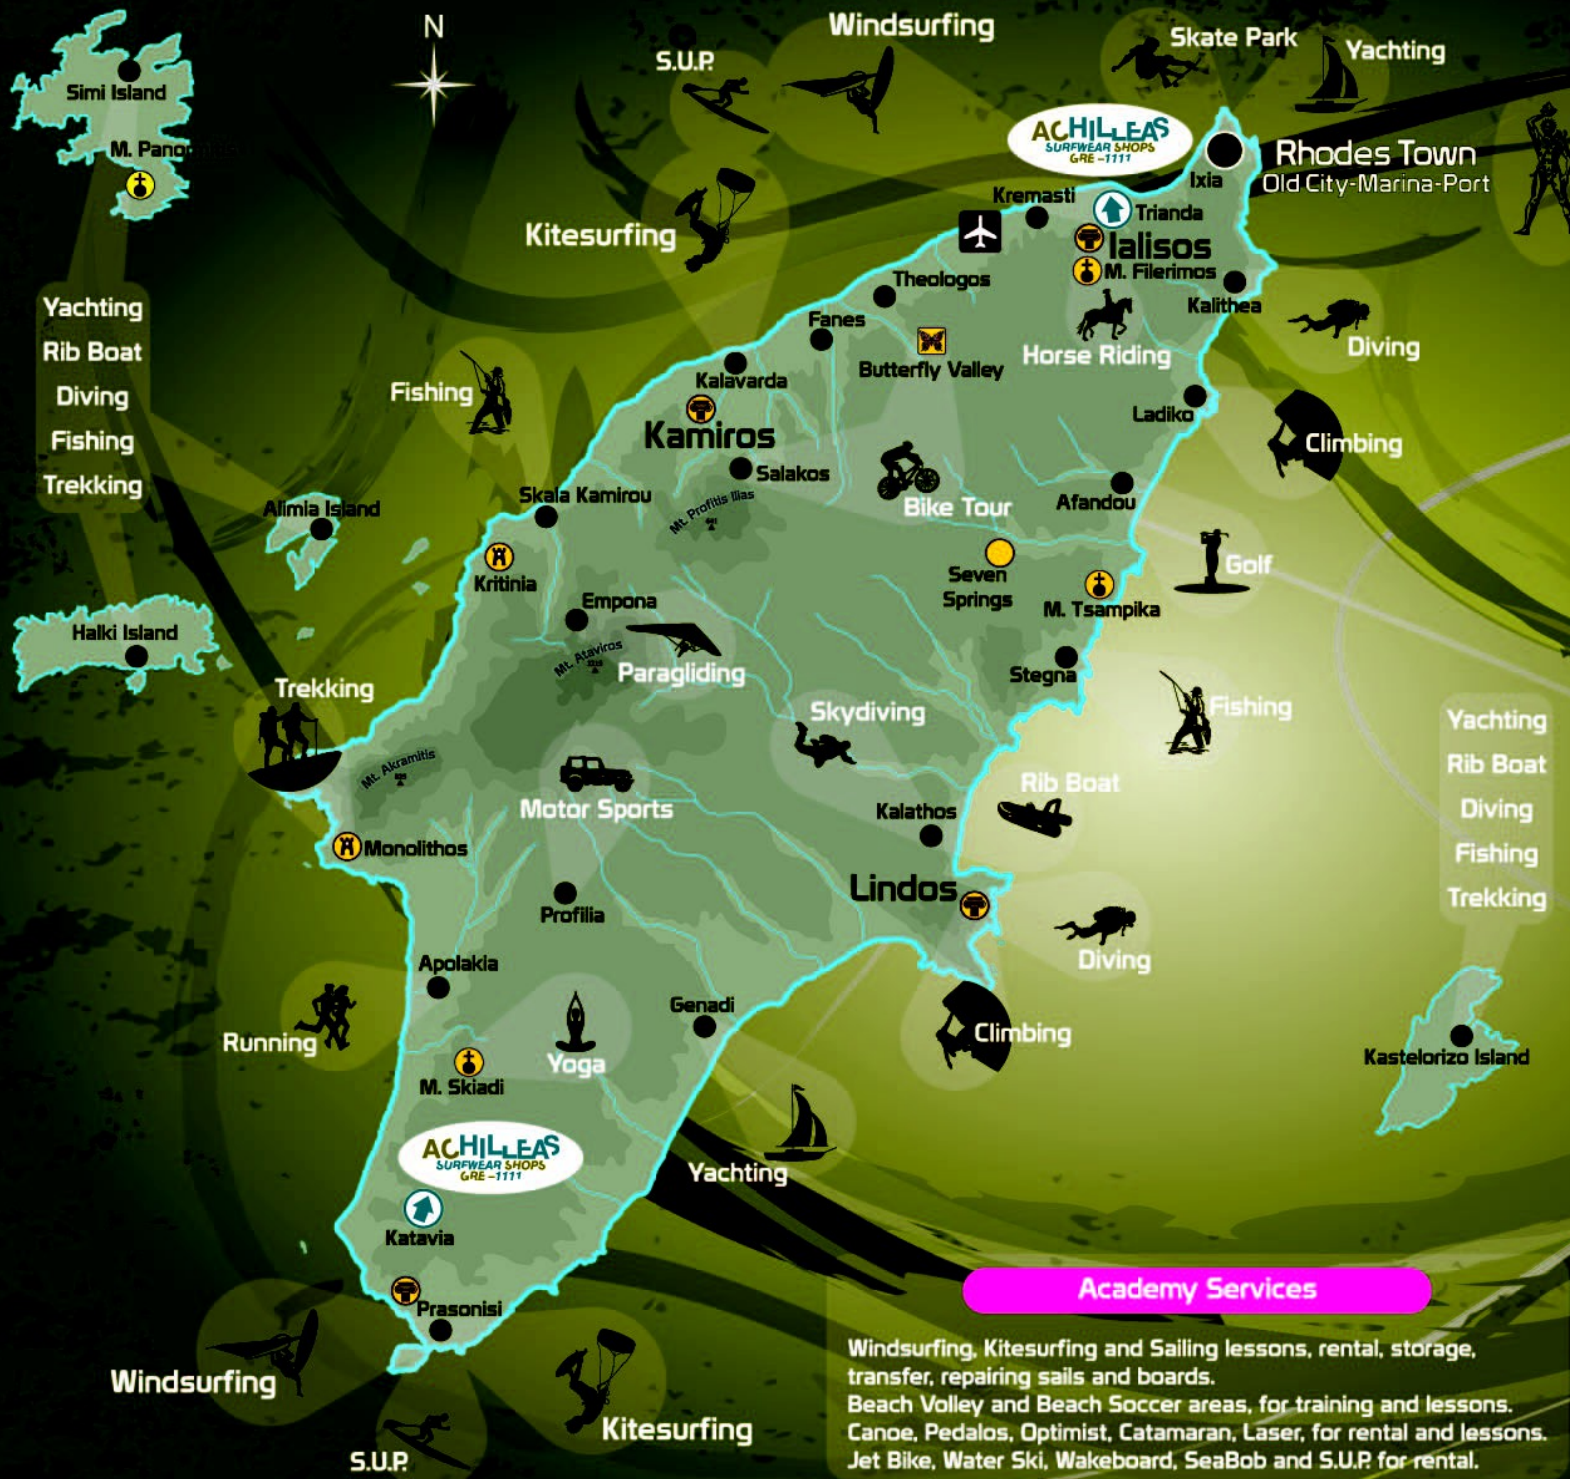 N
Windsurfing
S.U.P.
Skate Park
Yachting
Simi Island
M. Pano
ACHILLEAS
SURFWEAR SHOPS
GRE -1111
Rhodes Town
Old City-Marina-Port
Ixia
Kremasti
Trianda
Ialisos
M. Filerimos
Kitesurfing
Theologos
Kalithea
Yachting
Rib Boat
Diving
Fishing
Trekking
Fanes
Butterfly Valley
Horse Riding
Diving
Fishing
Kalavarda
Kamiros
Ladiko
Climbing
Salakos
Skala Kamirou
Mt. Profitis Ilias
Bike Tour
Afandou
Alimia Island
Kritinia
Seven
Springs
Golf
M. Tsampika
Empona
Halki Island
Mt. Ataviros
1215
Paragliding
Stegna
Trekking
Skydiving
Fishing
Yachting
Rib Boat
Diving
Fishing
Trekking
Mt. Akramitis
Motor Sports
Rib Boat
Kalathos
Monolithos
Lindos
Profilia
Diving
Apolakia
Genadi
Climbing
Running
Yoga
Kastelorizo Island
M. Skiadi
ACHILLEAS
SURFWEAR SHOPS
GRE -1111
Yachting
Katavia
Prasonisi
Windsurfing
Kitesurfing
S.U.P.
Academy Services
Windsurfing, Kitesurfing and Sailing lessons, rental, storage,
transfer, repairing sails and boards.
Beach Volley and Beach Soccer areas, for training and lessons.
Canoe, Pedalos, Optimist, Catamaran, Laser, for rental and lessons.
Jet Bike, Water Ski, Wakeboard, SeaBob and S.U.P. for rental.